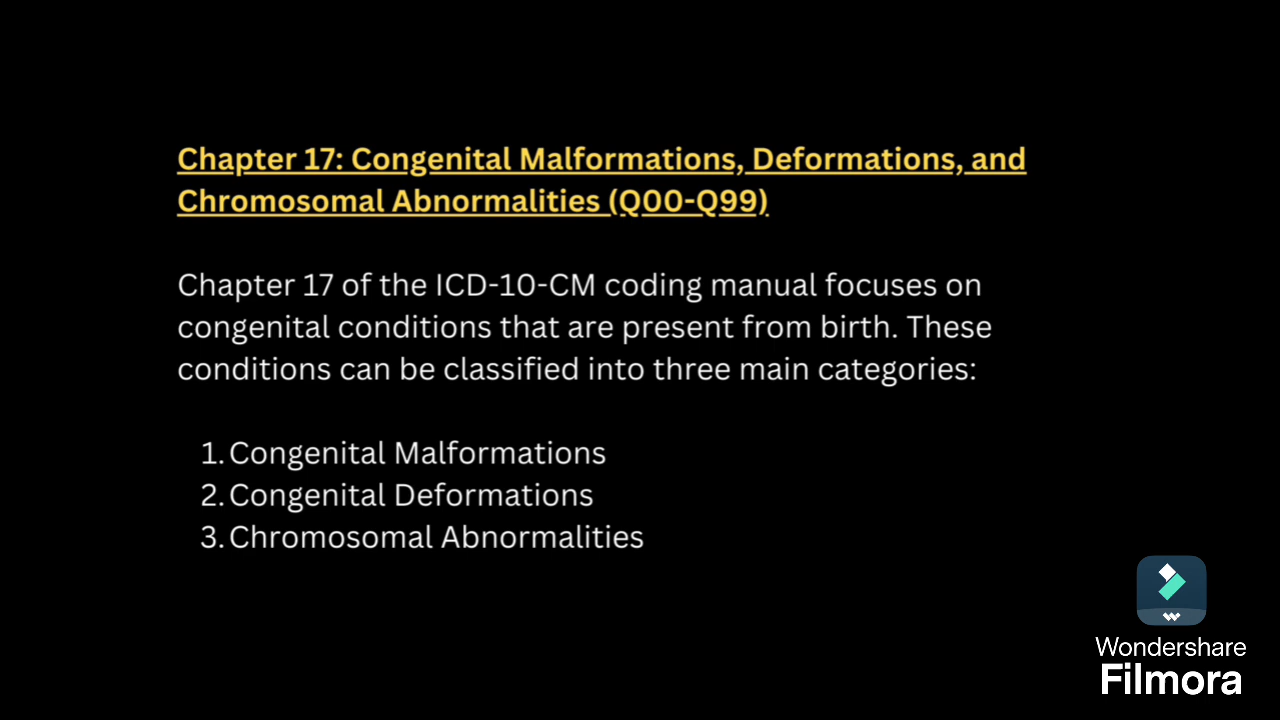 Chapter 17: Congenital Malformations, Deformations, and
Chromosomal Abnormalities (Q00-Q99)
Chapter 17 of the ICD-10-CM coding manual focuses on
congenital conditions that are present from birth. These
conditions can be classified into three main categories:
1. Congenital Malformations
2. Congenital Deformations
3. Chromosomal Abnormalities
Wondershare
Filmora